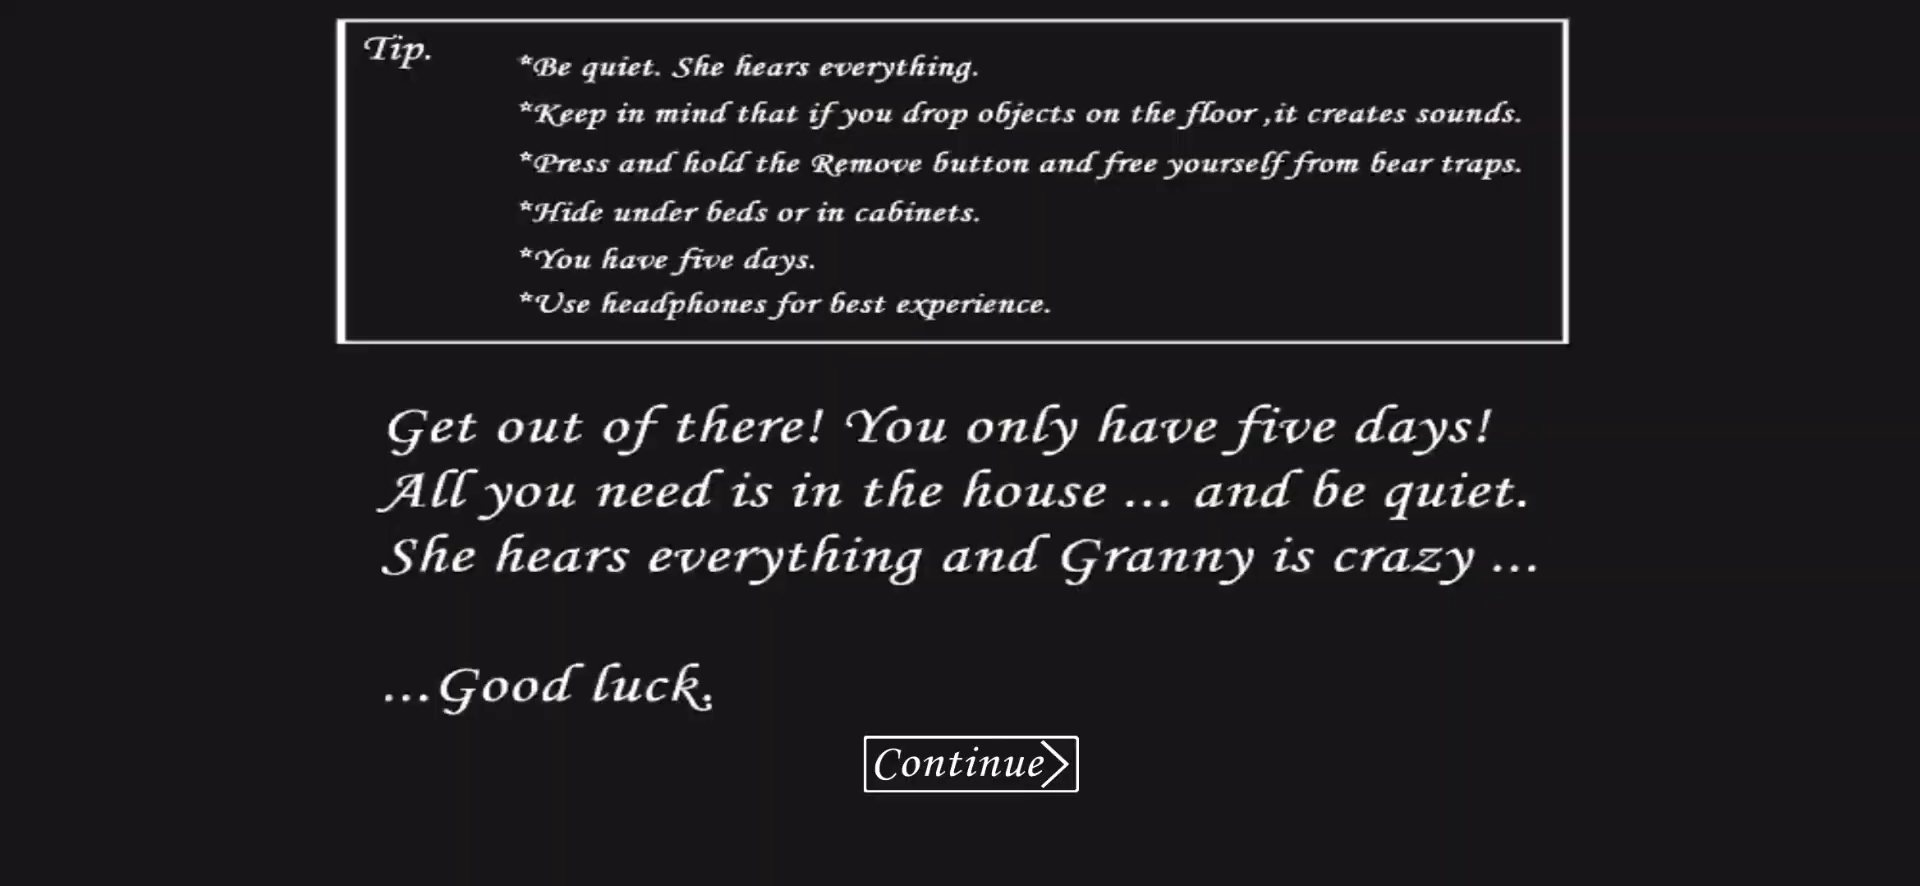 Tip.
*Be quiet. She hears everything.
*Keep in mind that if you drop objects on the floor ,it creates sounds.
*Press and hold the Remove button and free yourself from bear traps.
*Hide under beds or in cabinets.
*You have five days.
*Use headphones for best experience.
Get out of there! You only have five days!
All you need is in the house ... and be quiet.
She hears everything and Granny is crazy ...
...Good luck.
Continue>